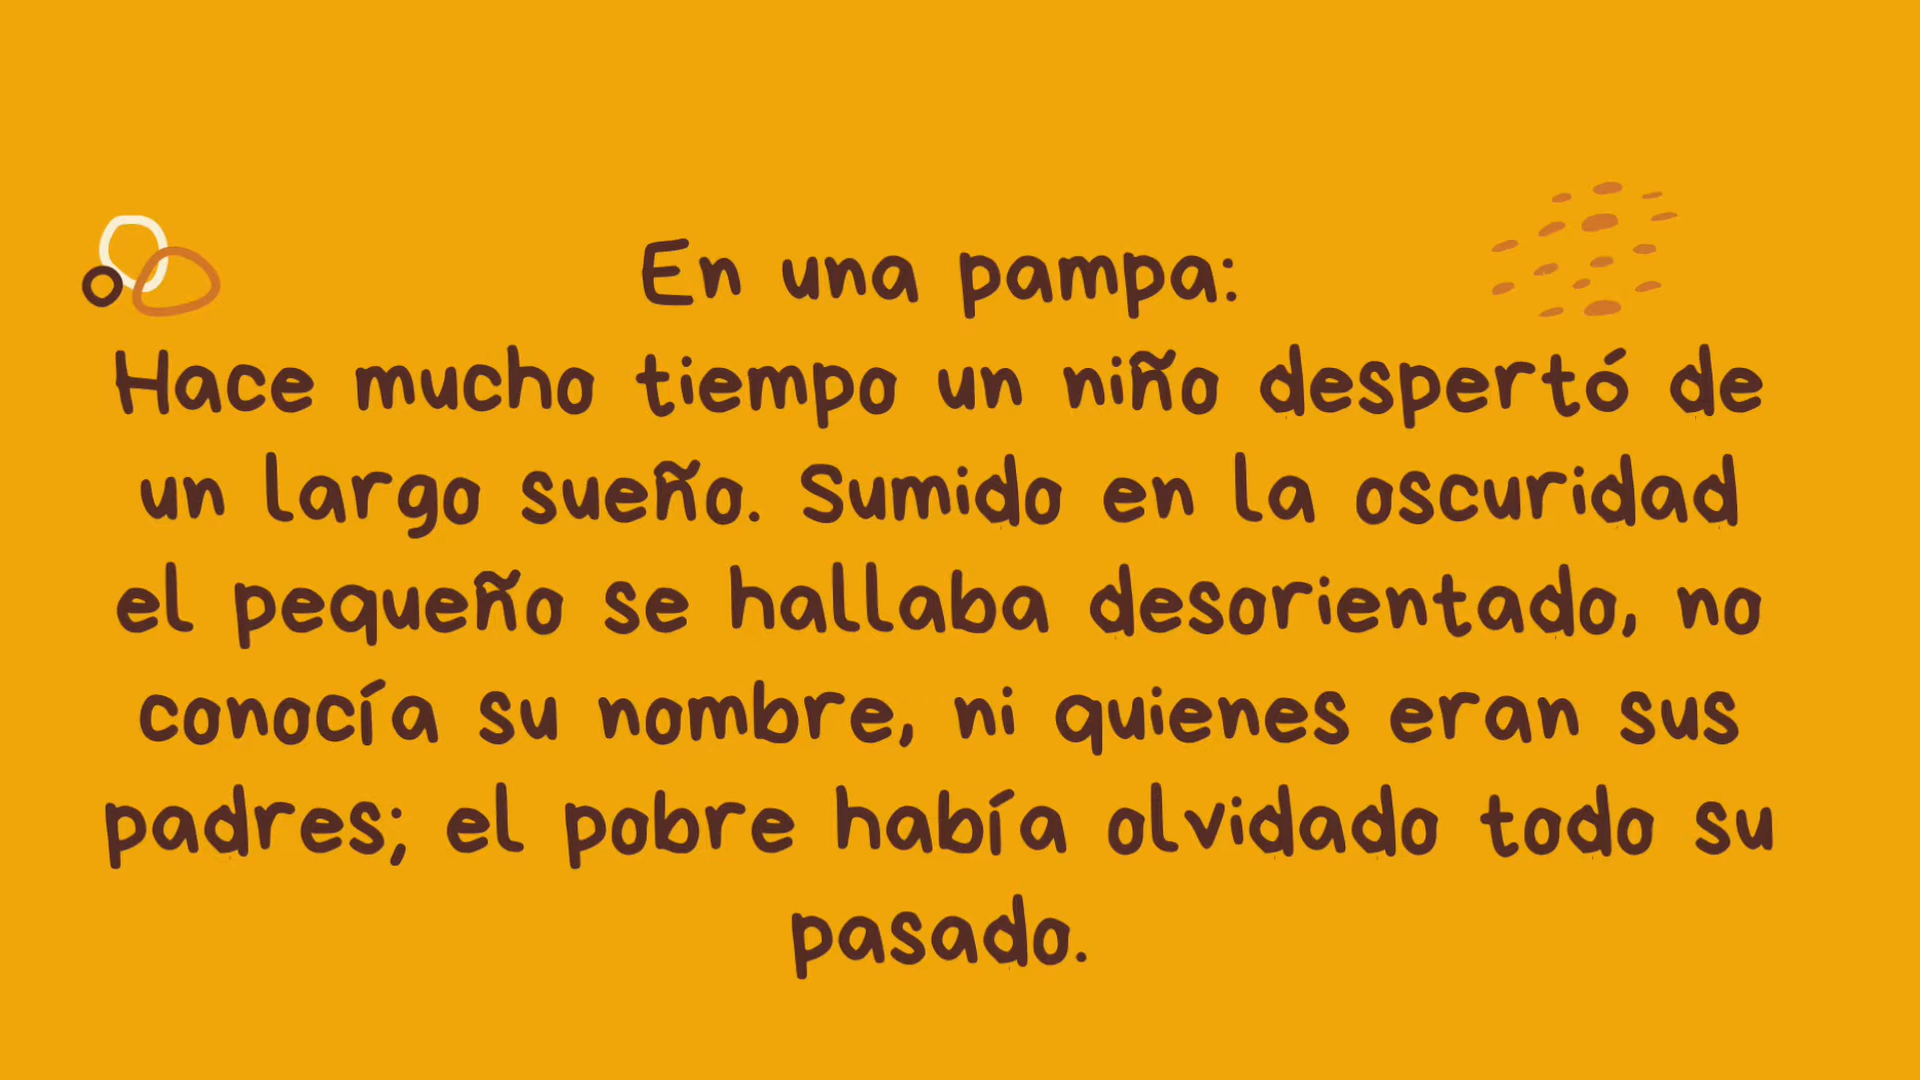 En una pampa:
Hace mucho tiempo un niño despertó de
un largo sueño. Sumido en la oscuridad
el pequeño se hallaba desorientado, no
conocía su nombre, ni quienes eran sus
padres; el pobre había olvidado todo su
pasado.